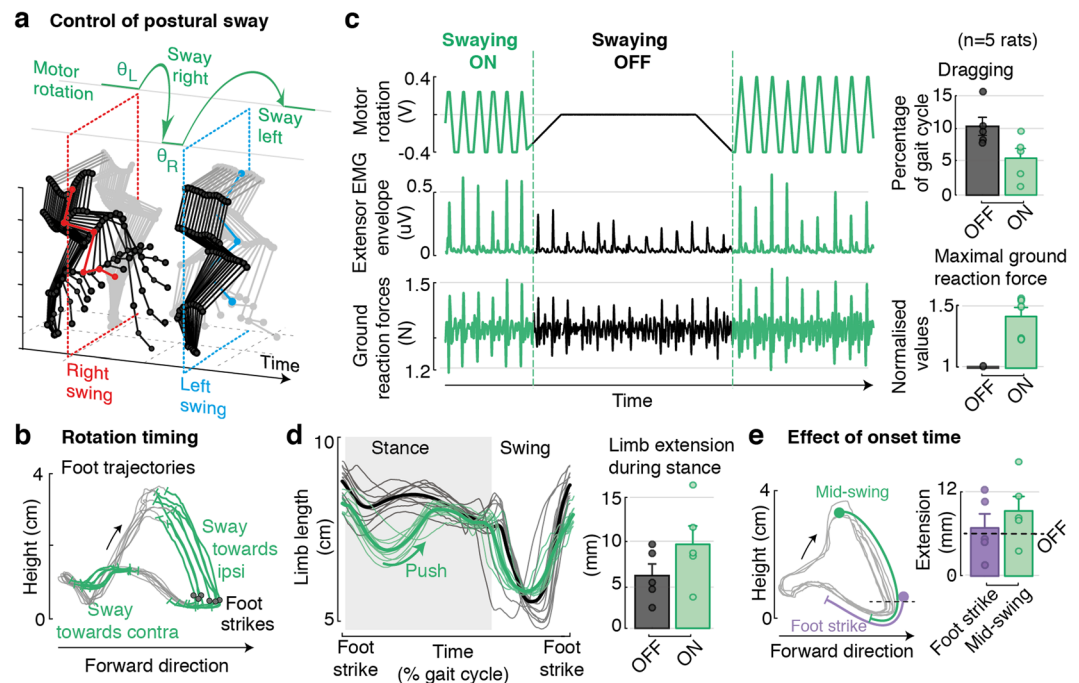 a Control of postural sway
Motor
rotation
θL
Sway
right
Sway
left
θR
Time
Right
swing
Left
swing
b Rotation timing
Foot trajectories
4
Height (cm)
0
Sway
towards
ipsi
Sway
towards contra
Foot
strikes
Forward direction
c
Swaying
ON
Swaying
OFF
Motor
rotation
(V)
0.4
-0.4
Extensor EMG
envelope
(uV)
0.5
0
Ground
reaction forces
(N)
1.5
1.2
Time
(n=5 rats)
Dragging
Percentage
of gait cycle
15
10
5
0
OFF
ON
Maximal ground
reaction force
Normalised
values
1.5
1
OFF
ON
d
10
Limb length
(cm)
5
Stance
Swing
Push
Foot
strike
Time
(% gait cycle)
Foot
strike
Limb extension
during stance
(mm)
15
10
5
0
OFF
ON
e Effect of onset time
Mid-swing
4
Height (cm)
0
Foot strike
Forward direction
Extension
(mm)
12
0
OFF
Foot strike
Mid-swing